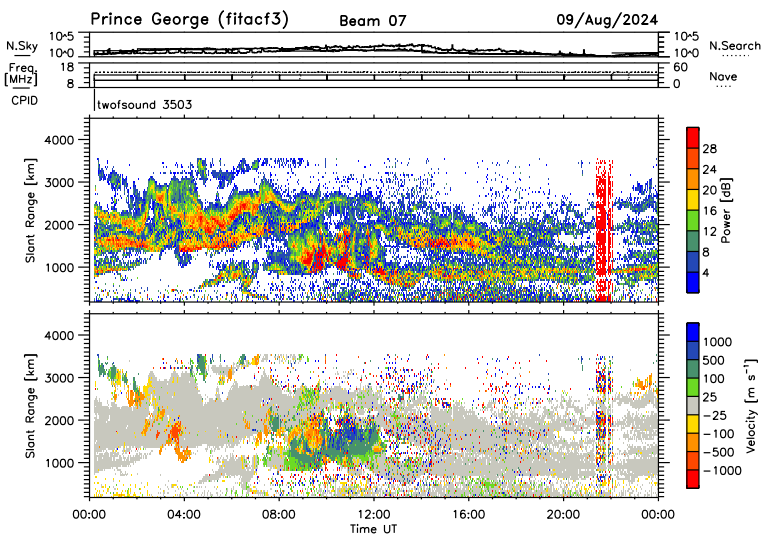 Prince George (fitacf3)
Beam 07
09/Aug/2024
N.Sky
10^5
10^0
10^5
10^0
N.Search
Freq
[MHz]
18
8
60
0
Nave
CPID
twofsound 3503
Slant Range [km]
4000
3000
2000
1000
28
24
20
16
12
8
4
Power [dB]
Slant Range [km]
4000
3000
2000
1000
1000
500
100
25
−25
−100
−500
−1000
Velocity [m s⁻¹]
00:00
04:00
08:00
12:00
16:00
20:00
00:00
Time UT